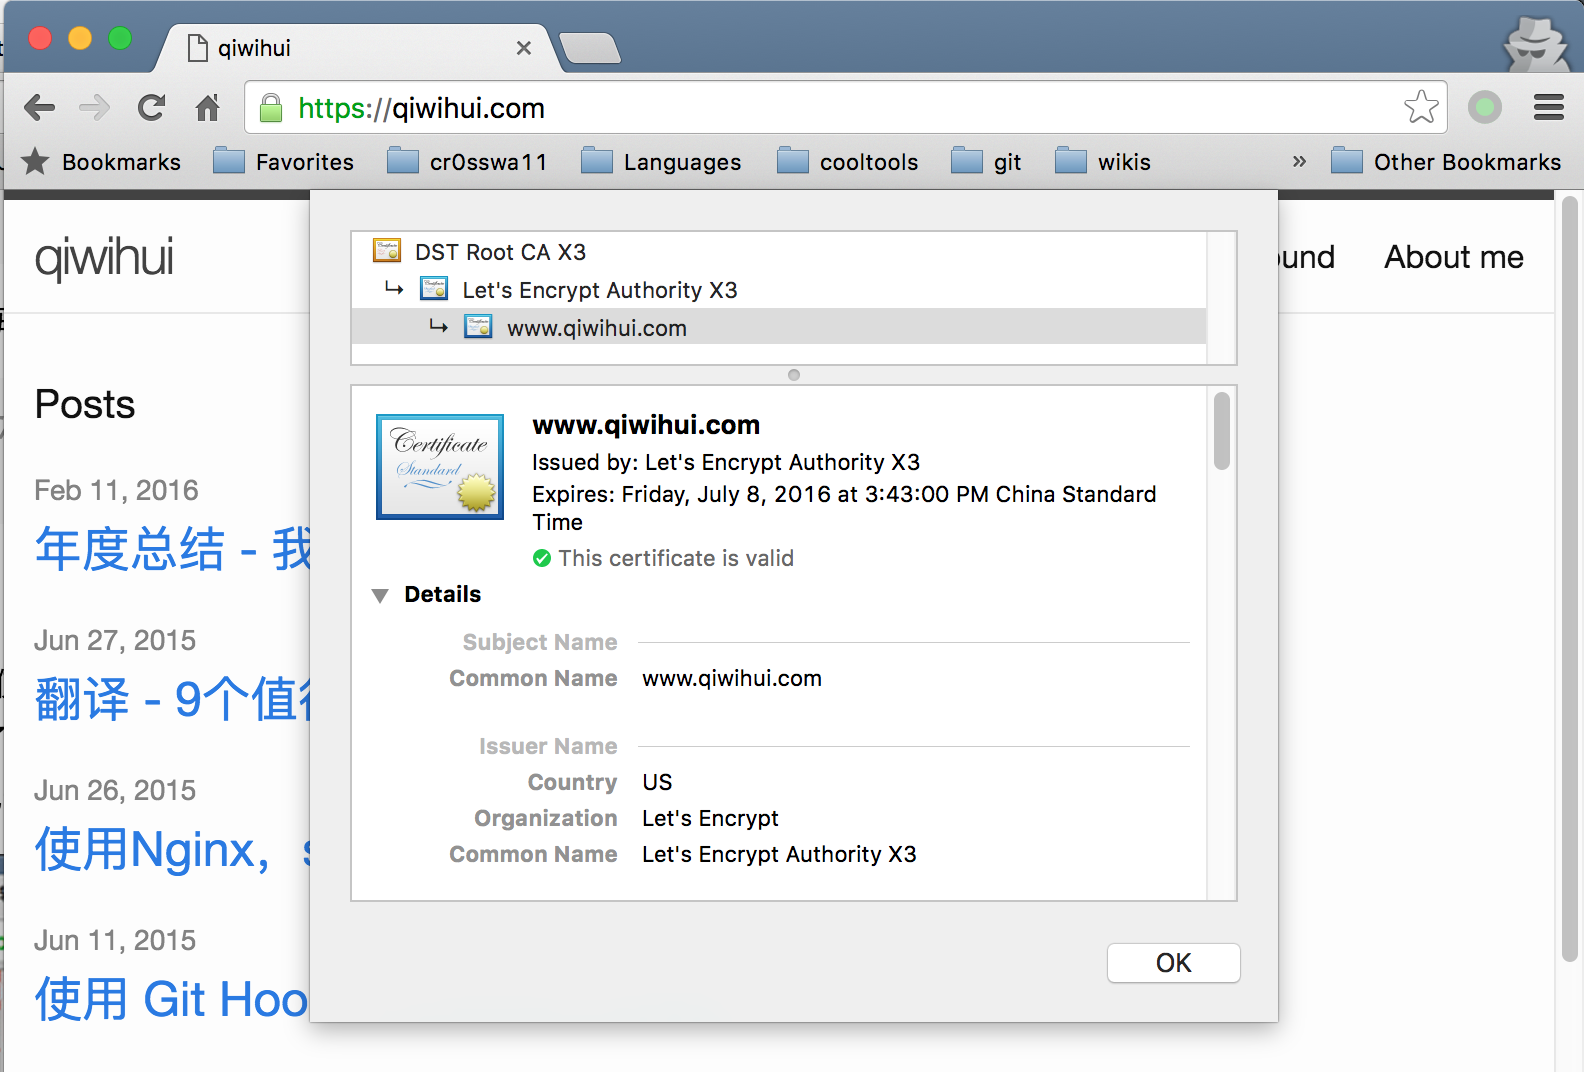 qiwihui
https://qiwihui.com
Bookmarks Favorites cr0sswa11 Languages cooltools git wikis » Other Bookmarks
qiwihui
About me
DST Root CA X3
Let's Encrypt Authority X3
www.qiwihui.com
Certificate
Standard
www.qiwihui.com
Issued by: Let's Encrypt Authority X3
Expires: Friday, July 8, 2016 at 3:43:00 PM China Standard
Time
This certificate is valid
Details
Subject Name
Common Name www.qiwihui.com
Issuer Name
Country US
Organization Let's Encrypt
Common Name Let's Encrypt Authority X3
OK
Posts
Feb 11, 2016
年度总结 - 我
Jun 27, 2015
翻译 - 9个值
Jun 26, 2015
使用Nginx，
Jun 11, 2015
使用 Git Hoo